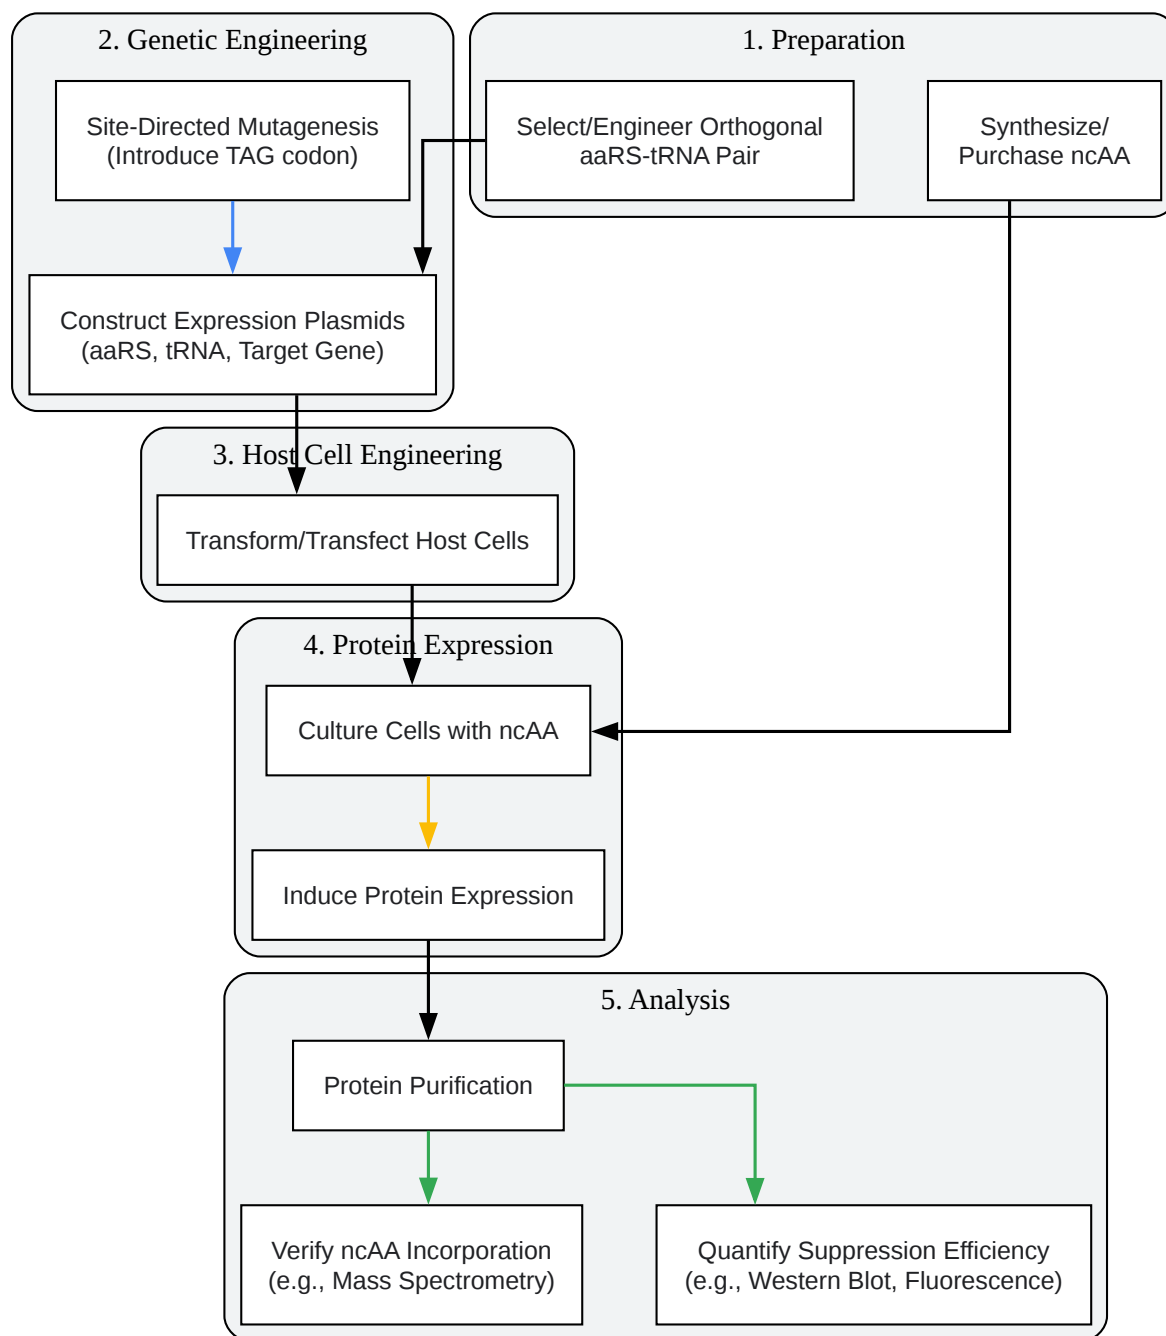 2. Genetic Engineering
Site-Directed Mutagenesis
(Introduce TAG codon)
Construct Expression Plasmids
(aaRS, tRNA, Target Gene)
1. Preparation
Select/Engineer Orthogonal
aaRS-tRNA Pair
Synthesize/
Purchase ncAA
3. Host Cell Engineering
Transform/Transfect Host Cells
4. Protein Expression
Culture Cells with ncAA
Induce Protein Expression
5. Analysis
Protein Purification
Verify ncAA Incorporation
(e.g., Mass Spectrometry)
Quantify Suppression Efficiency
(e.g., Western Blot, Fluorescence)